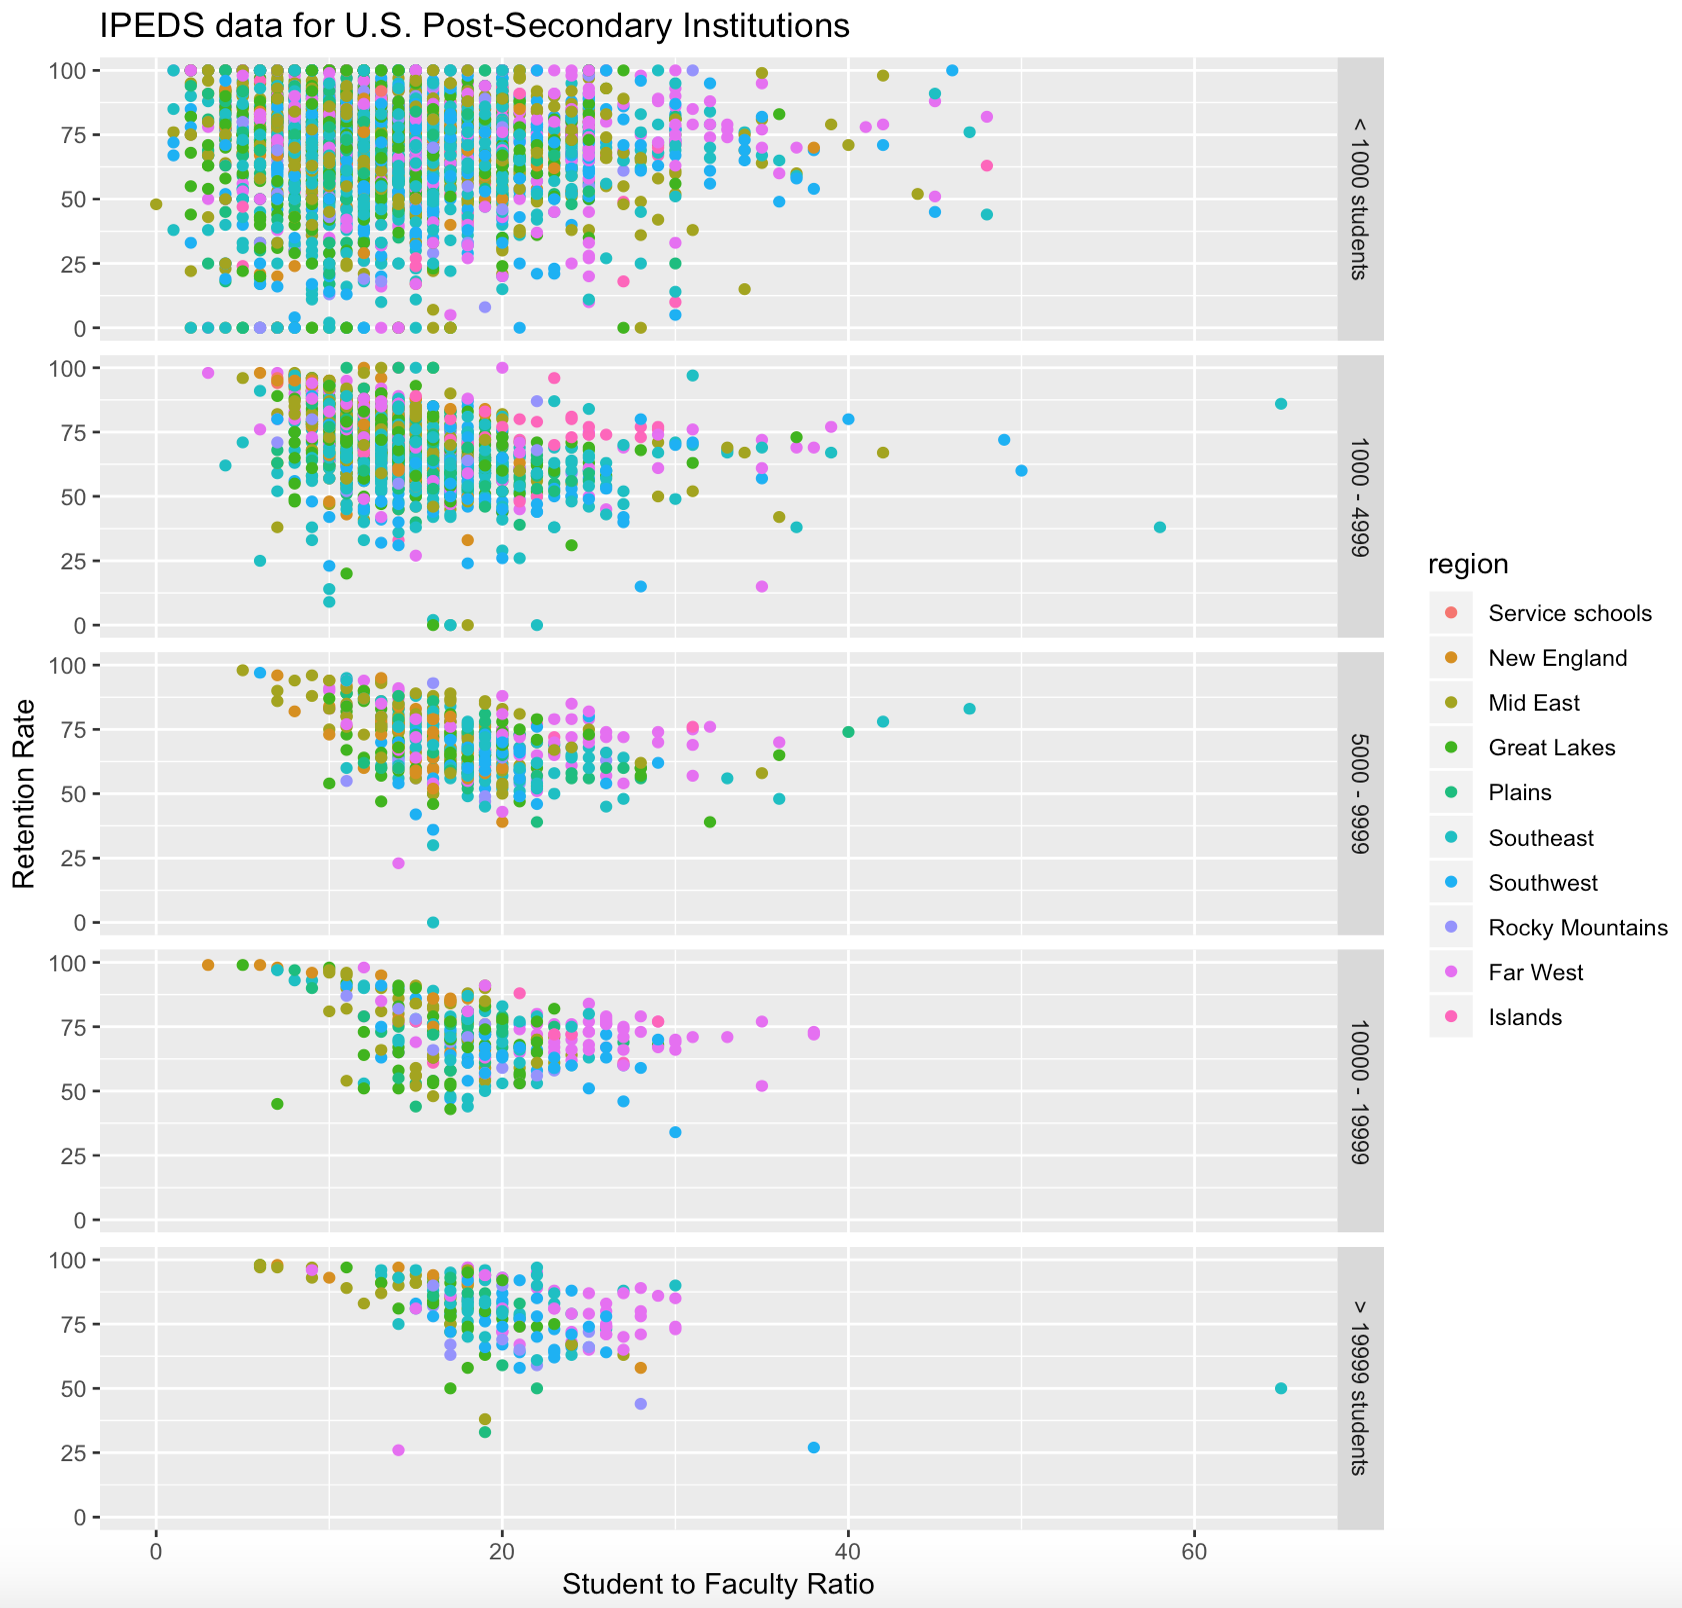 IPEDS data for U.S. Post-Secondary Institutions
100
75
50
25
0
< 1000 students
100
75
50
25
0
1000 - 4999
100
75
50
25
0
5000 - 9999
100
75
50
25
0
10000 - 19999
100
75
50
25
0
> 19999 students
0 20 40 60
Student to Faculty Ratio
Retention Rate
region
Service schools
New England
Mid East
Great Lakes
Plains
Southeast
Southwest
Rocky Mountains
Far West
Islands